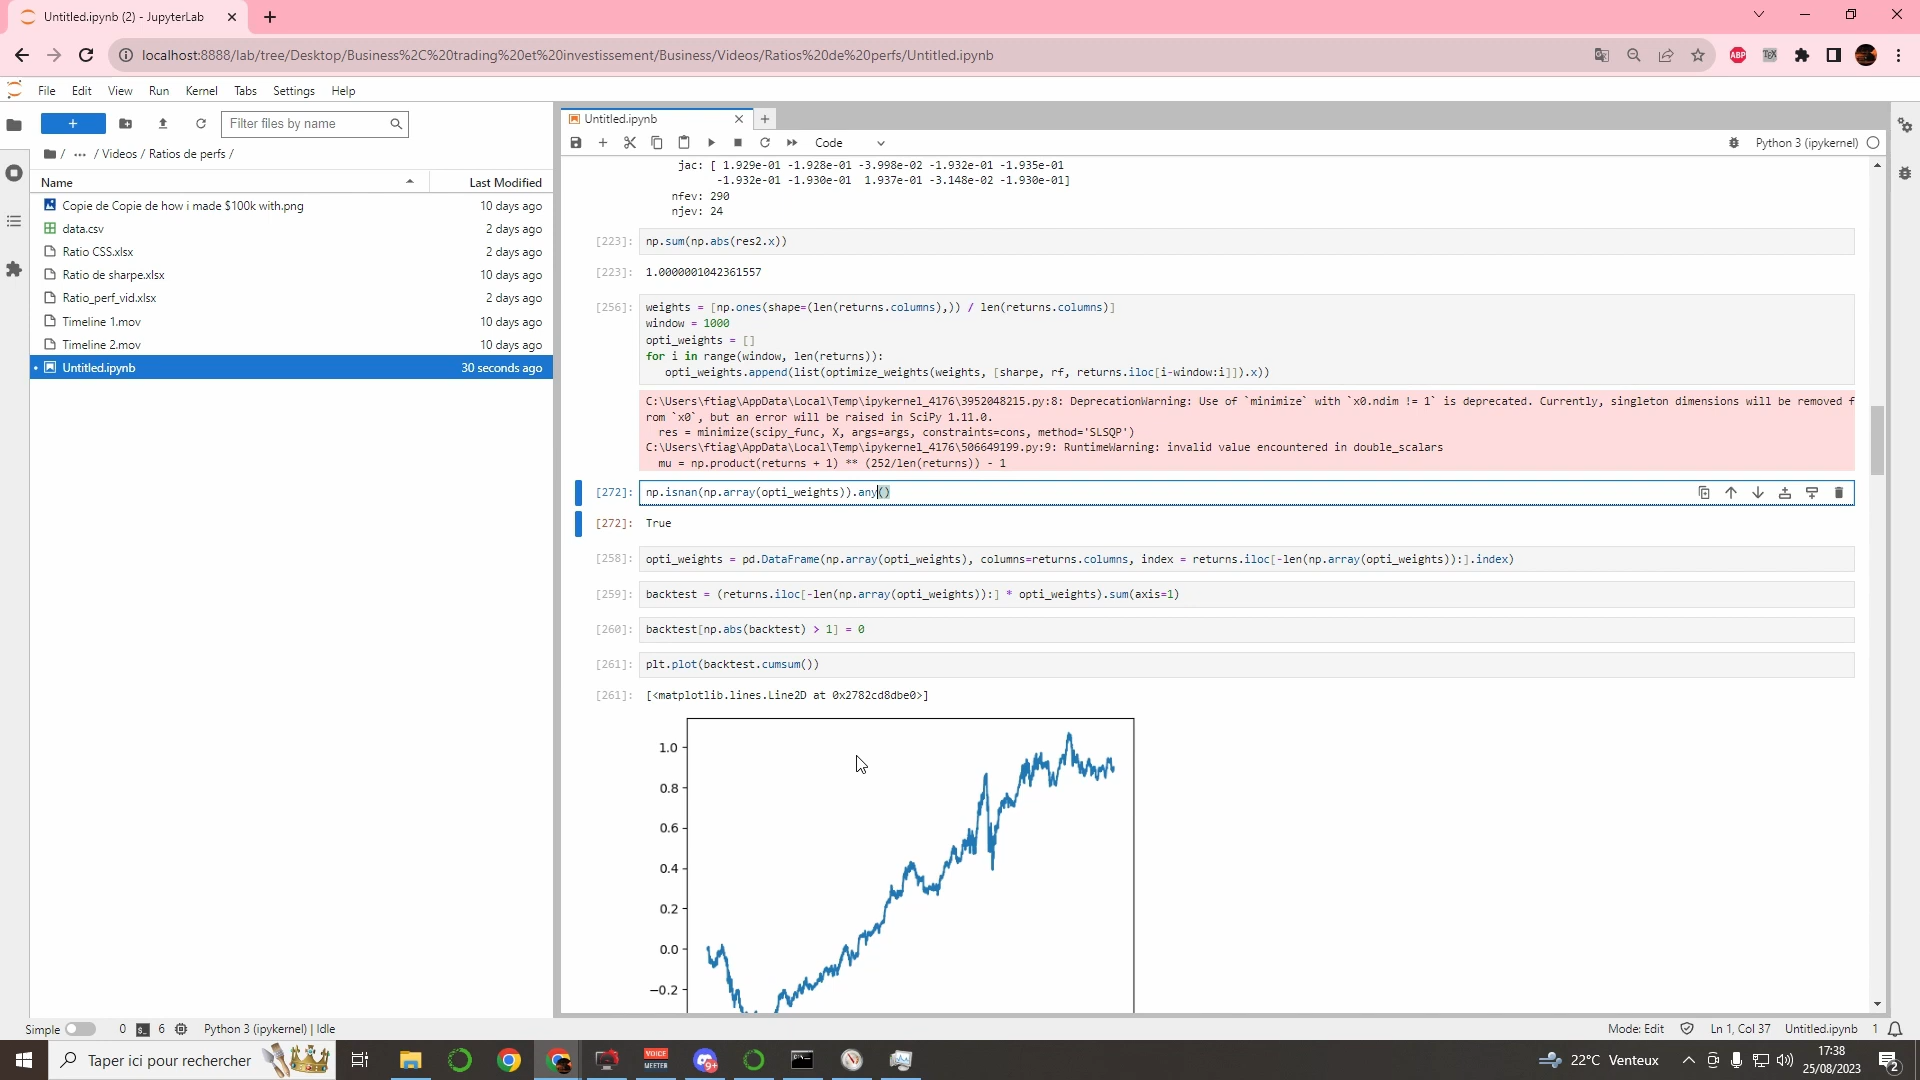 Untitled.ipynb (2) - JupyterLab
localhost:8888/lab/tree/Desktop/Business%2C%20trading%20et%20investissement/Business/Videos/Ratios%20de%20perfs/Untitled.ipynb
ABP
TeX
File Edit View Run Kernel Tabs Settings Help
Filter files by name
/ ··· / Videos / Ratios de perfs /
Name Last Modified
Copie de Copie de how i made $100k with.png 10 days ago
data.csv 2 days ago
Ratio CSS.xlsx 2 days ago
Ratio de sharpe.xlsx 10 days ago
Ratio_perf_vid.xlsx 2 days ago
Timeline 1.mov 10 days ago
Timeline 2.mov 10 days ago
Untitled.ipynb 30 seconds ago
Untitled.ipynb
Code
Python 3 (ipykernel)
jac: [ 1.929e-01 -1.928e-01 -3.998e-02 -1.932e-01 -1.935e-01
-1.932e-01 -1.930e-01 1.937e-01 -3.148e-02 -1.930e-01]
nfev: 290
njev: 24
[223]: np.sum(np.abs(res2.x))
[223]: 1.0000001042361557
[256]: weights = [np.ones(shape=(len(returns.columns),)) / len(returns.columns)]
window = 1000
opti_weights = []
for i in range(window, len(returns)):
opti_weights.append(list(optimize_weights(weights, [sharpe, rf, returns.iloc[i-window:i]]).x))
C:\Users\ftiag\AppData\Local\Temp\ipykernel_4176\3952048215.py:8: DeprecationWarning: Use of `minimize` with `x0.ndim != 1` is deprecated. Currently, singleton dimensions will be removed f
rom `x0`, but an error will be raised in SciPy 1.11.0.
res = minimize(scipy_func, X, args=args, constraints=cons, method='SLSQP')
C:\Users\ftiag\AppData\Local\Temp\ipykernel_4176\506649199.py:9: RuntimeWarning: invalid value encountered in double_scalars
mu = np.product(returns + 1) ** (252/len(returns)) - 1
[272]: np.isnan(np.array(opti_weights)).any()
[272]: True
[258]: opti_weights = pd.DataFrame(np.array(opti_weights), columns=returns.columns, index = returns.iloc[-len(np.array(opti_weights)):].index)
[259]: backtest = (returns.iloc[-len(np.array(opti_weights)):] * opti_weights).sum(axis=1)
[260]: backtest[np.abs(backtest) > 1] = 0
[261]: plt.plot(backtest.cumsum())
[261]: [<matplotlib.lines.Line2D at 0x2782cd8dbe0>]
1.0
0.8
0.6
0.4
0.2
0.0
−0.2
Simple 0 6 Python 3 (ipykernel) | Idle
Mode: Edit Ln 1, Col 37 Untitled.ipynb 1
Taper ici pour rechercher
VOICE
MEETER
9+
22°C Venteux
17:38
25/08/2023
2